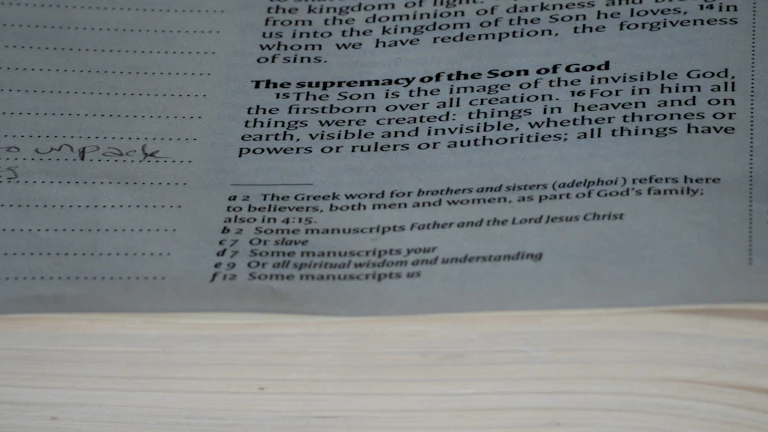 the kingdom of light.
from the dominion of darkness and
us into the kingdom of the Son he loves, 14 in
whom we have redemption, the forgiveness
of sins.
The supremacy of the Son of God
15 The Son is the image of the invisible God,
the firstborn over all creation. 16 For in him all
things were created: things in heaven and on
earth, visible and invisible, whether thrones or
powers or rulers or authorities; all things have
unpack
a 2 The Greek word for brothers and sisters (adelphoi) refers here
to believers, both men and women, as part of God's family;
also in 4:15.
b 2 Some manuscripts Father and the Lord Jesus Christ
c 7 Or slave
d 7 Some manuscripts your
e 9 Or all spiritual wisdom and understanding
f 12 Some manuscripts us